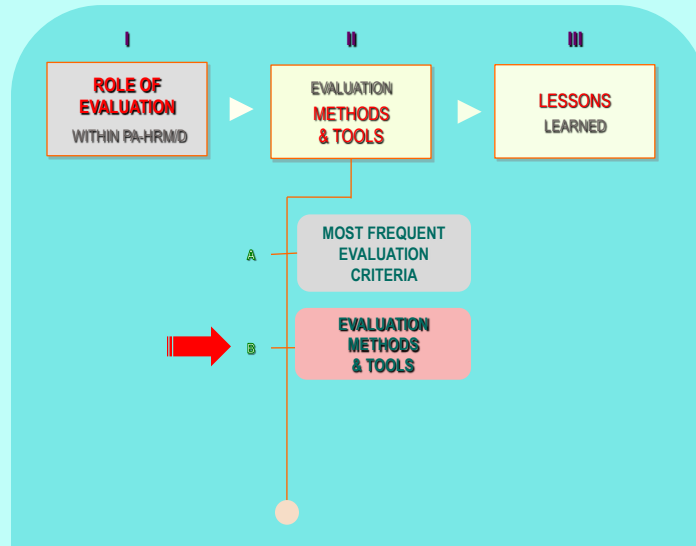 I
II
III
ROLE OF
EVALUATION
WITHIN PA-HRM/D
EVALUATION
METHODS
& TOOLS
LESSONS
LEARNED
A
MOST FREQUENT
EVALUATION
CRITERIA
B
EVALUATION
METHODS
& TOOLS